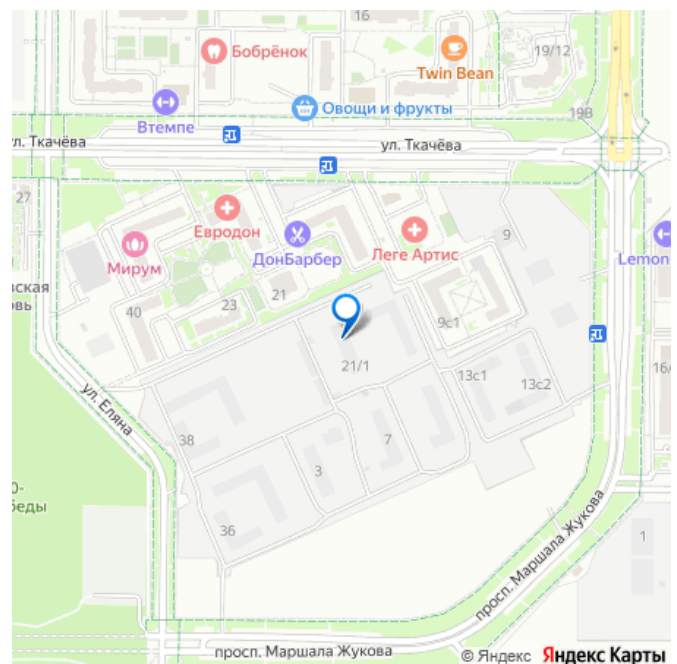 16
Бобрёнок
19/12
Twin Bean
Втемпе
Овощи и фрукты
19В
ул. Ткачёва
ул. Ткачёва
27
Евродон
9
Мирум
ДонБарбер
Леге Артис
Lemon
40
23
21
9с1
21/1
13с1
13с2
ул. Еляна
38
7
3
36
беды
просп. Маршала Жукова
1
просп. Маршала Жукова
© Яндекс Яндекс Карты